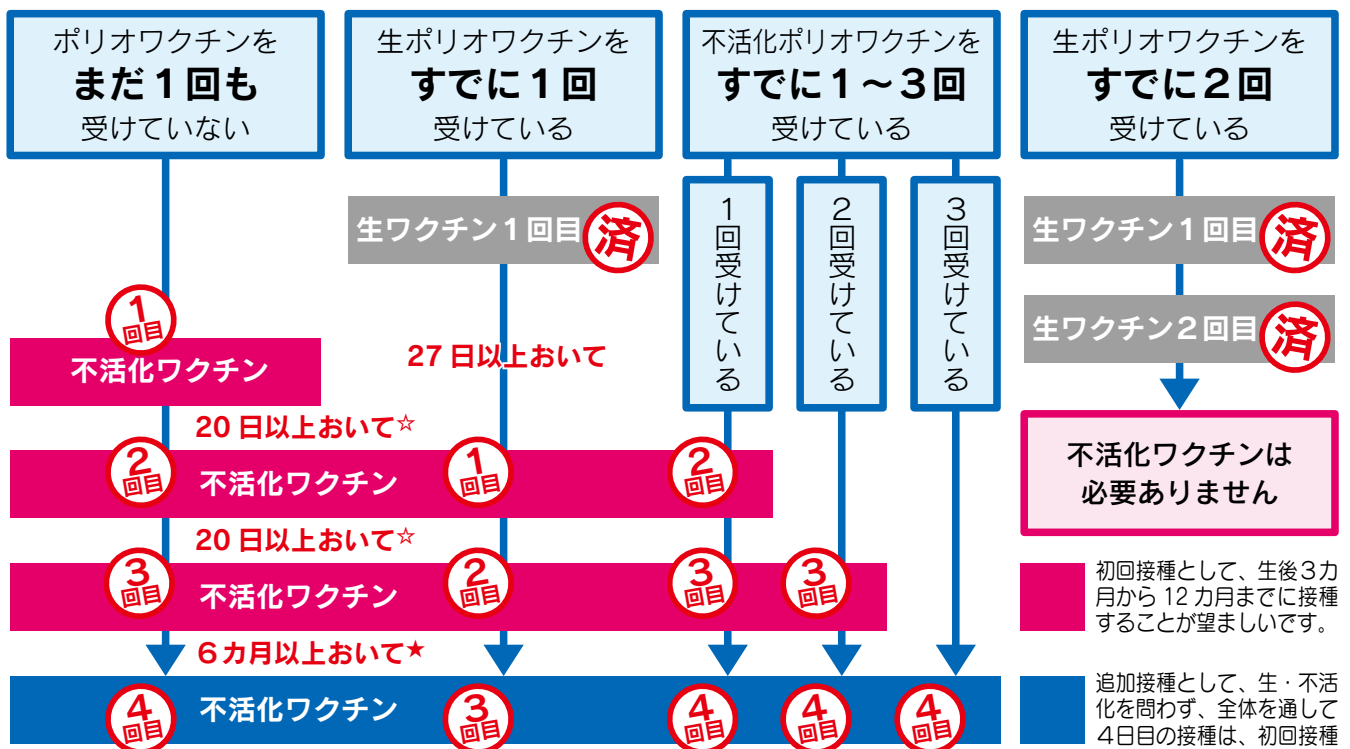 ポリオワクチンを
まだ1回も
受けていない
生ポリオワクチンを
すでに1回
受けている
不活化ポリオワクチンを
すでに1～3回
受けている
生ポリオワクチンを
すでに2回
受けている
生ワクチン1回目
済
1回受けている
2回受けている
3回受けている
生ワクチン1回目
済
生ワクチン2回目
済
1
回目
不活化ワクチン
27日以上おいて
20日以上おいて☆
2
回目
不活化ワクチン
1
回目
2
回目
不活化ワクチンは
必要ありません
20日以上おいて☆
3
回目
不活化ワクチン
2
回目
3
回目
3
回目
初回接種として、生後3カ
月から12カ月までに接種
することが望ましいです。
6カ月以上おいて★
4
回目
不活化ワクチン
3
回目
4
回目
4
回目
4
回目
追加接種として、生・不活
化を問わず、全体を通して
4日目の接種は、初回接種